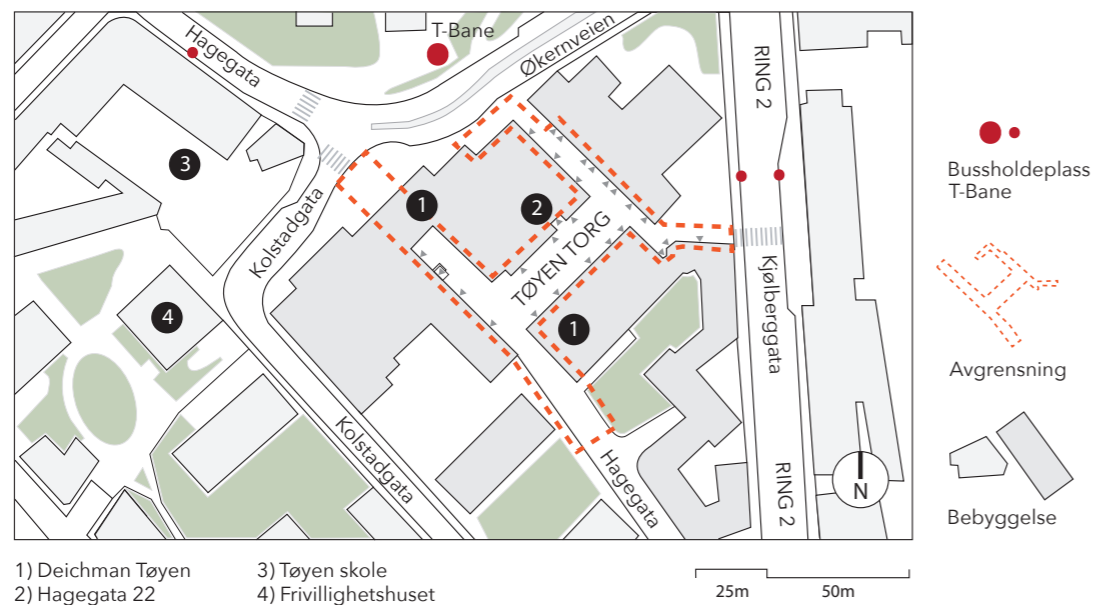 Hagegata
T-Bane
Økernveien
RING 2
3
Kolstadgata
1
2
TØYEN TORG
Kjølberggata
4
1
Kolstadgata
Hagegata
RING 2
N
Bussholdeplass
T-Bane
Avgrensning
Bebyggelse
1) Deichman Tøyen
2) Hagegata 22
3) Tøyen skole
4) Frivillighetshuset
25m
50m